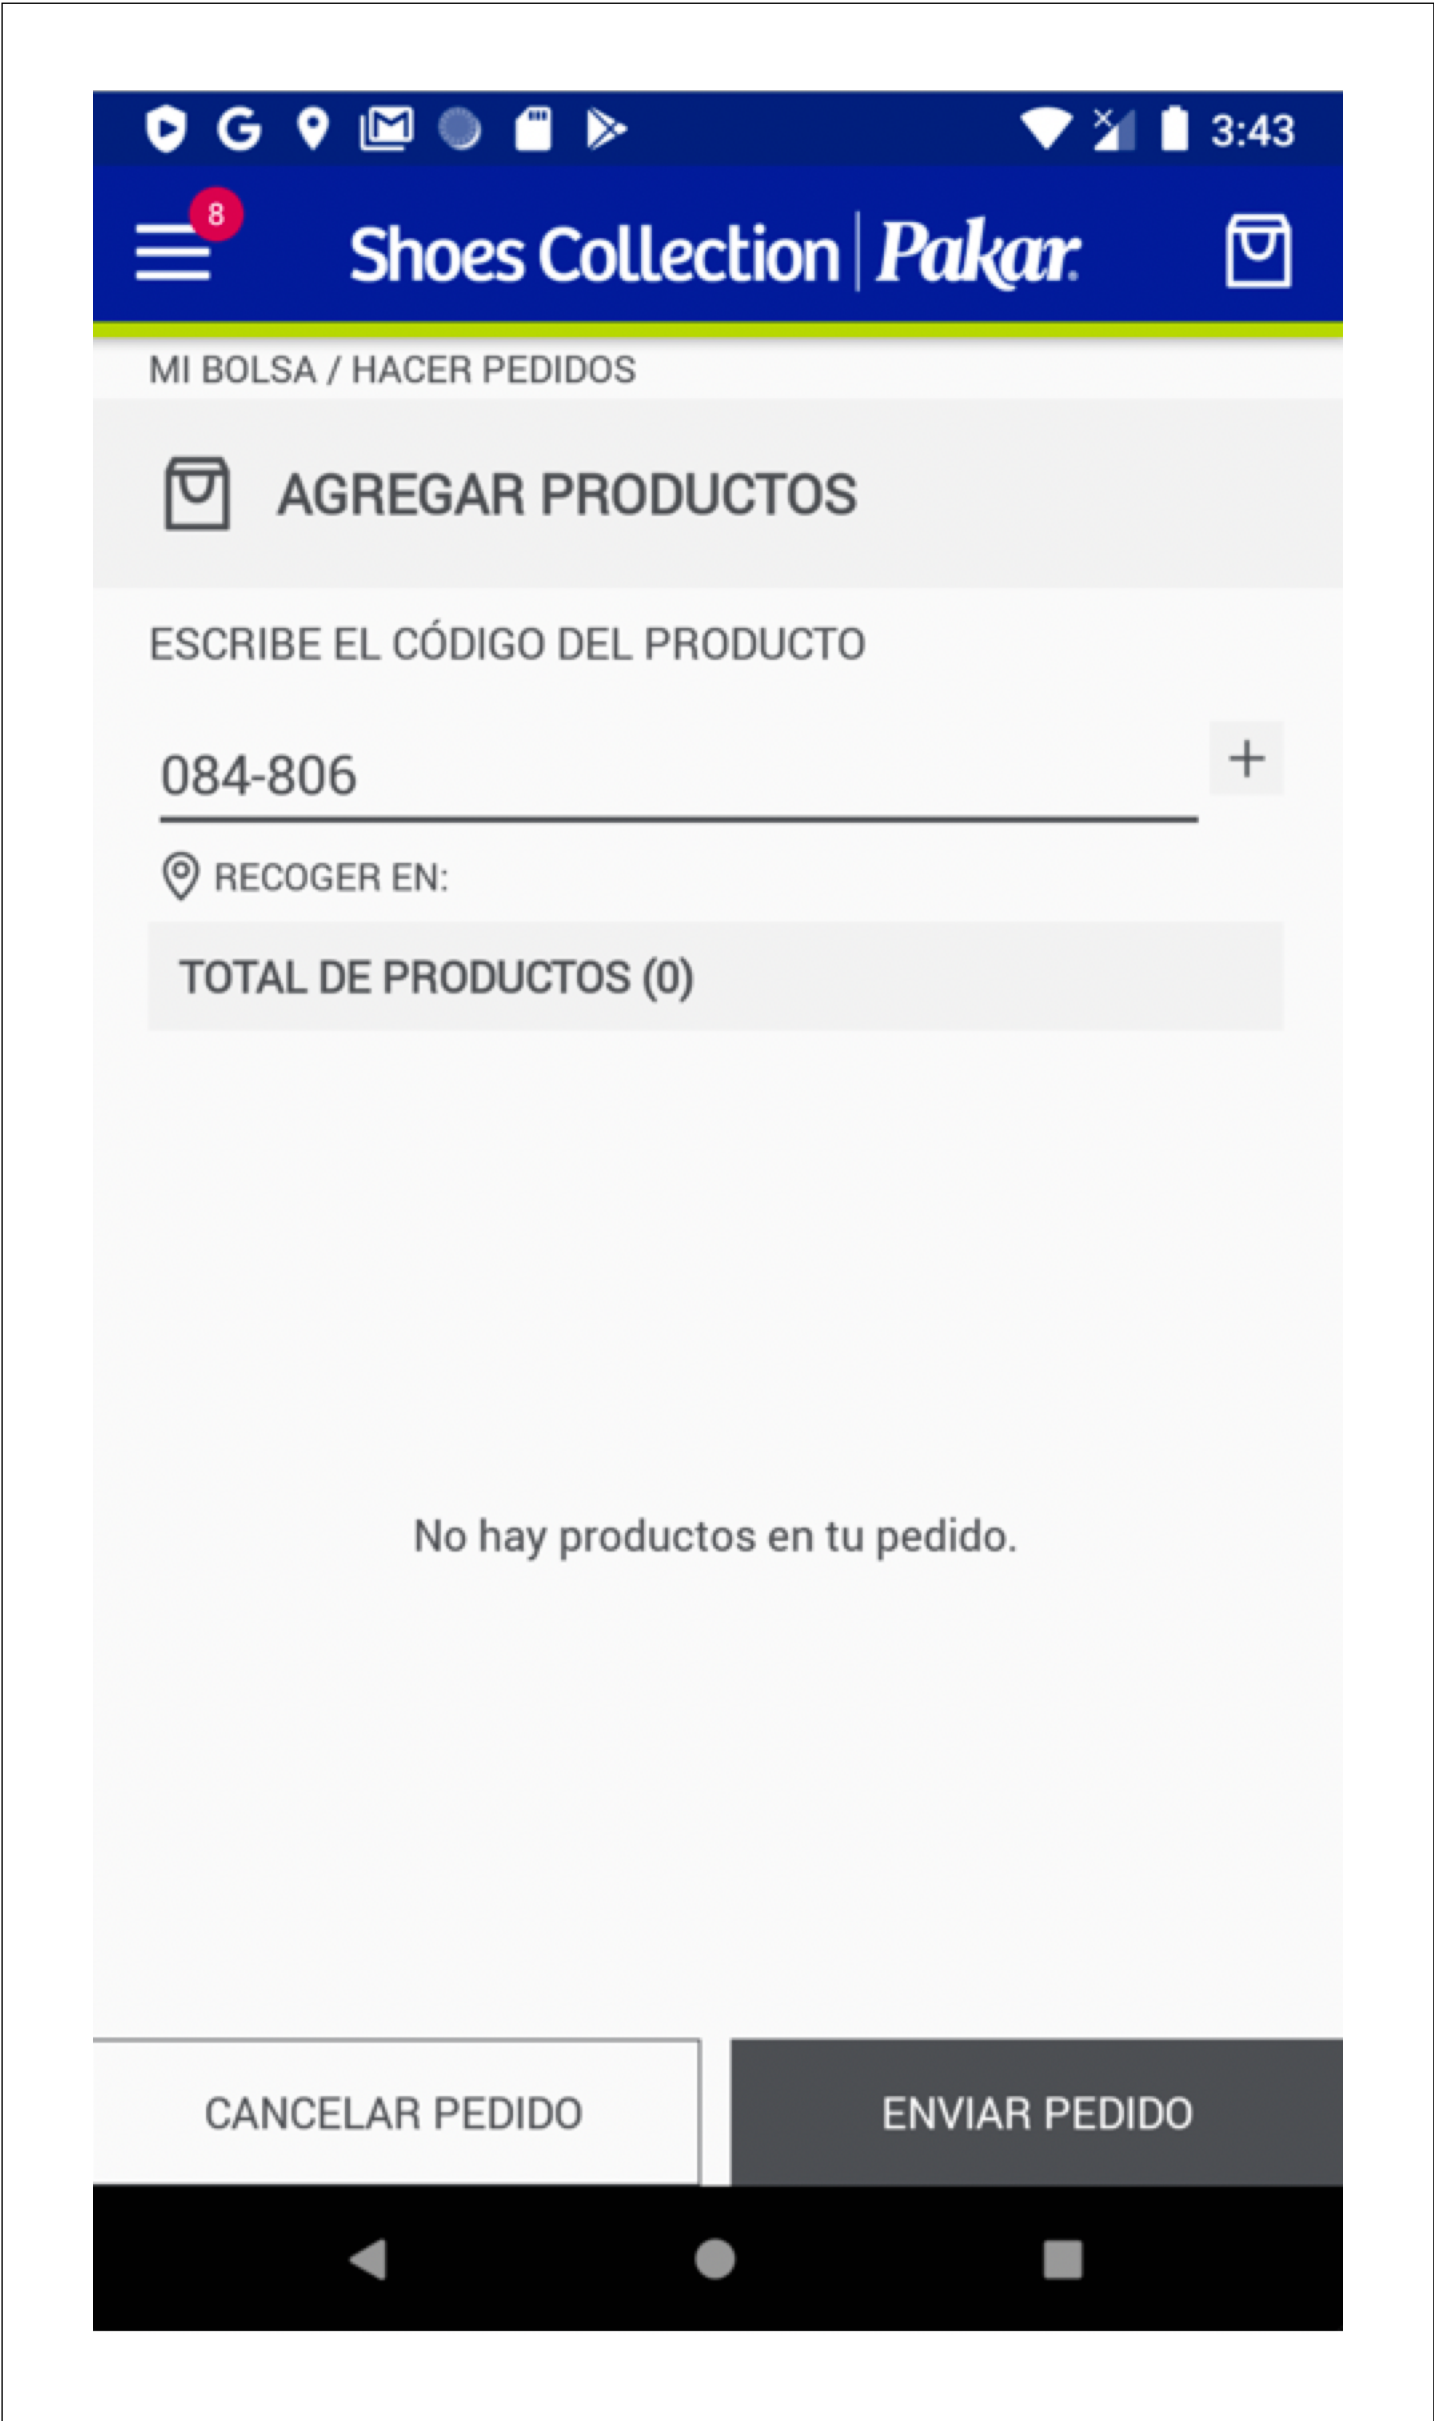 3:43
8
Shoes Collection | Pakar.
MI BOLSA / HACER PEDIDOS
AGREGAR PRODUCTOS
ESCRIBE EL CÓDIGO DEL PRODUCTO
084-806
+
RECOGER EN:
TOTAL DE PRODUCTOS (0)
No hay productos en tu pedido.
CANCELAR PEDIDO
ENVIAR PEDIDO